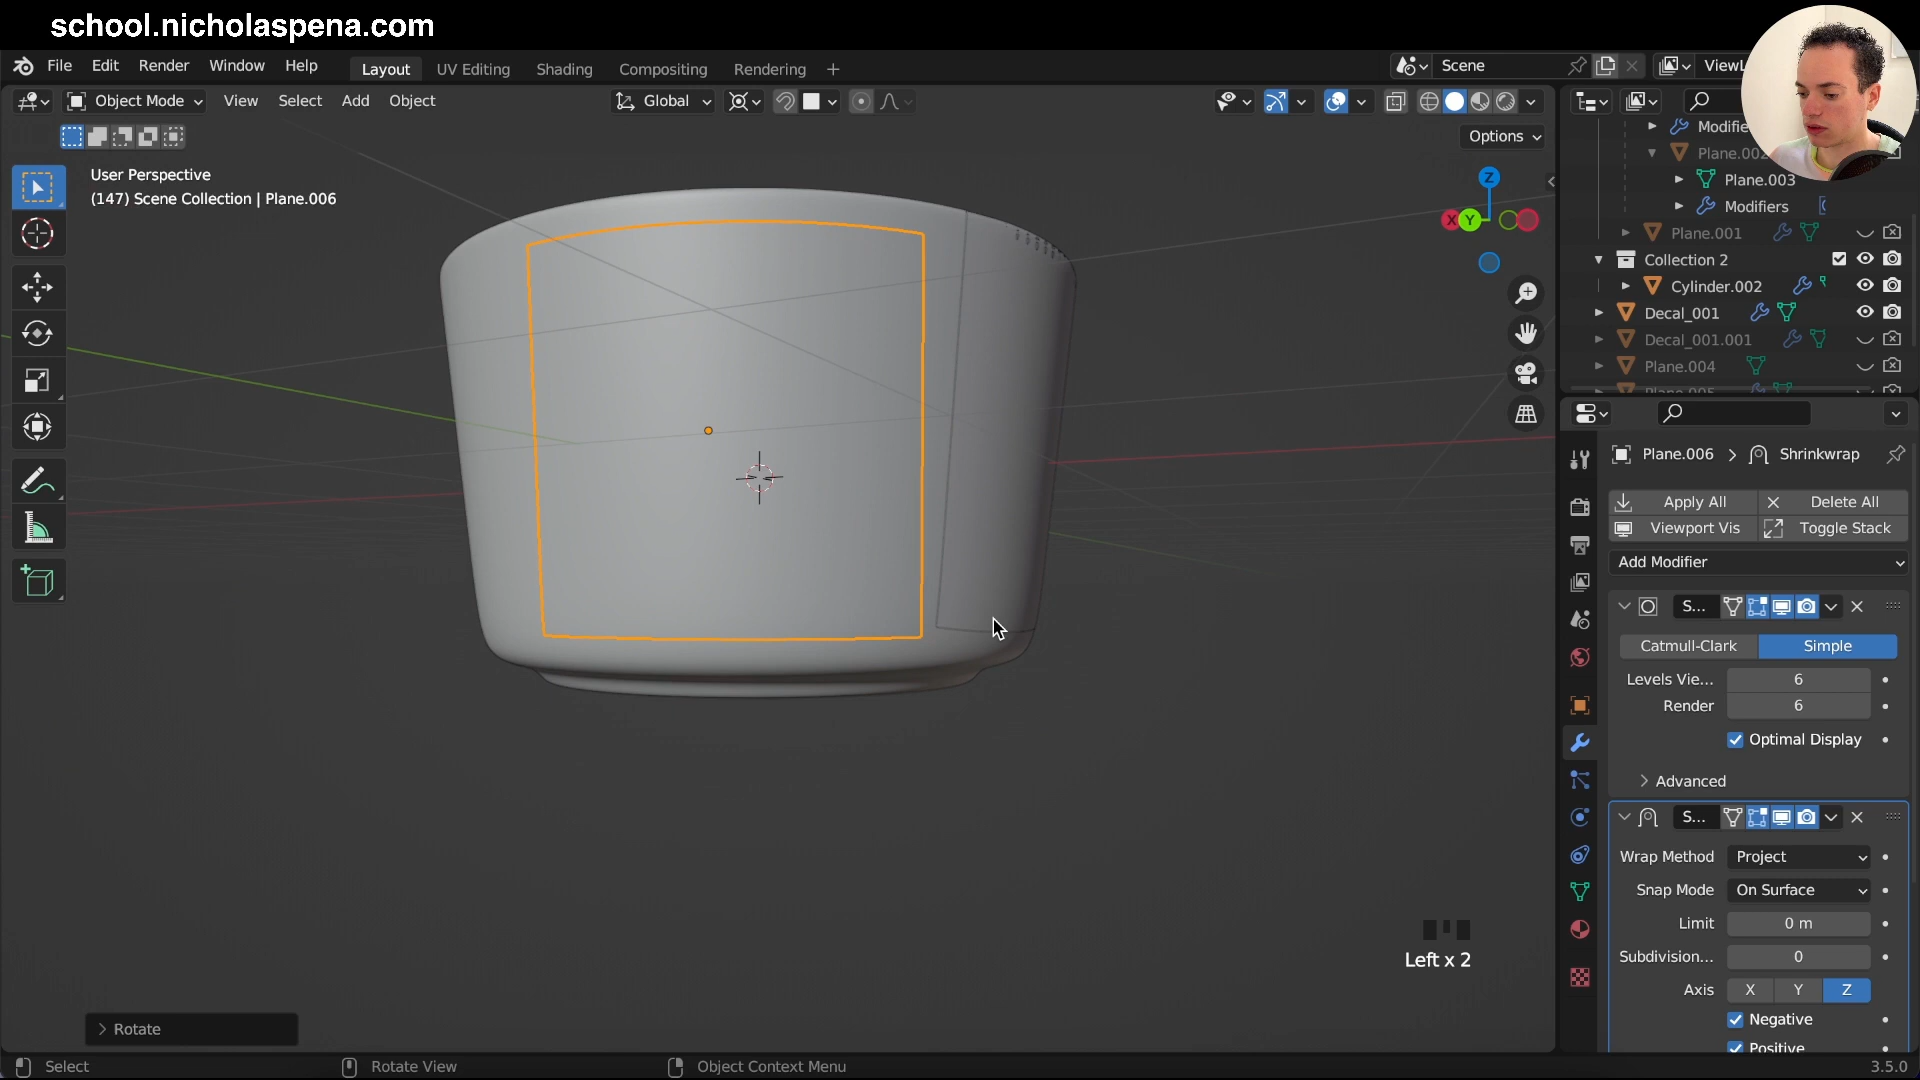 school.nicholaspena.com
File Edit Render Window Help Layout UV Editing Shading Compositing Rendering + Scene ViewL
Object Mode View Select Add Object Global
Options
User Perspective
(147) Scene Collection | Plane.006
Z
X Y
Modifie
Plane.002
Plane.003
Modifiers
Plane.001
Collection 2
Cylinder.002
Decal_001
Decal_001.001
Plane.004
Plane.005
Plane.006 > Shrinkwrap
Apply All Delete All
Viewport Vis Toggle Stack
Add Modifier
S...
Catmull-Clark Simple
Levels Vie... 6
Render 6
Optimal Display
Advanced
S...
Wrap Method Project
Snap Mode On Surface
Limit 0 m
Subdivision... 0
Axis X Y Z
Negative
Positive
Left x 2
Rotate
Select Rotate View Object Context Menu 3.5.0